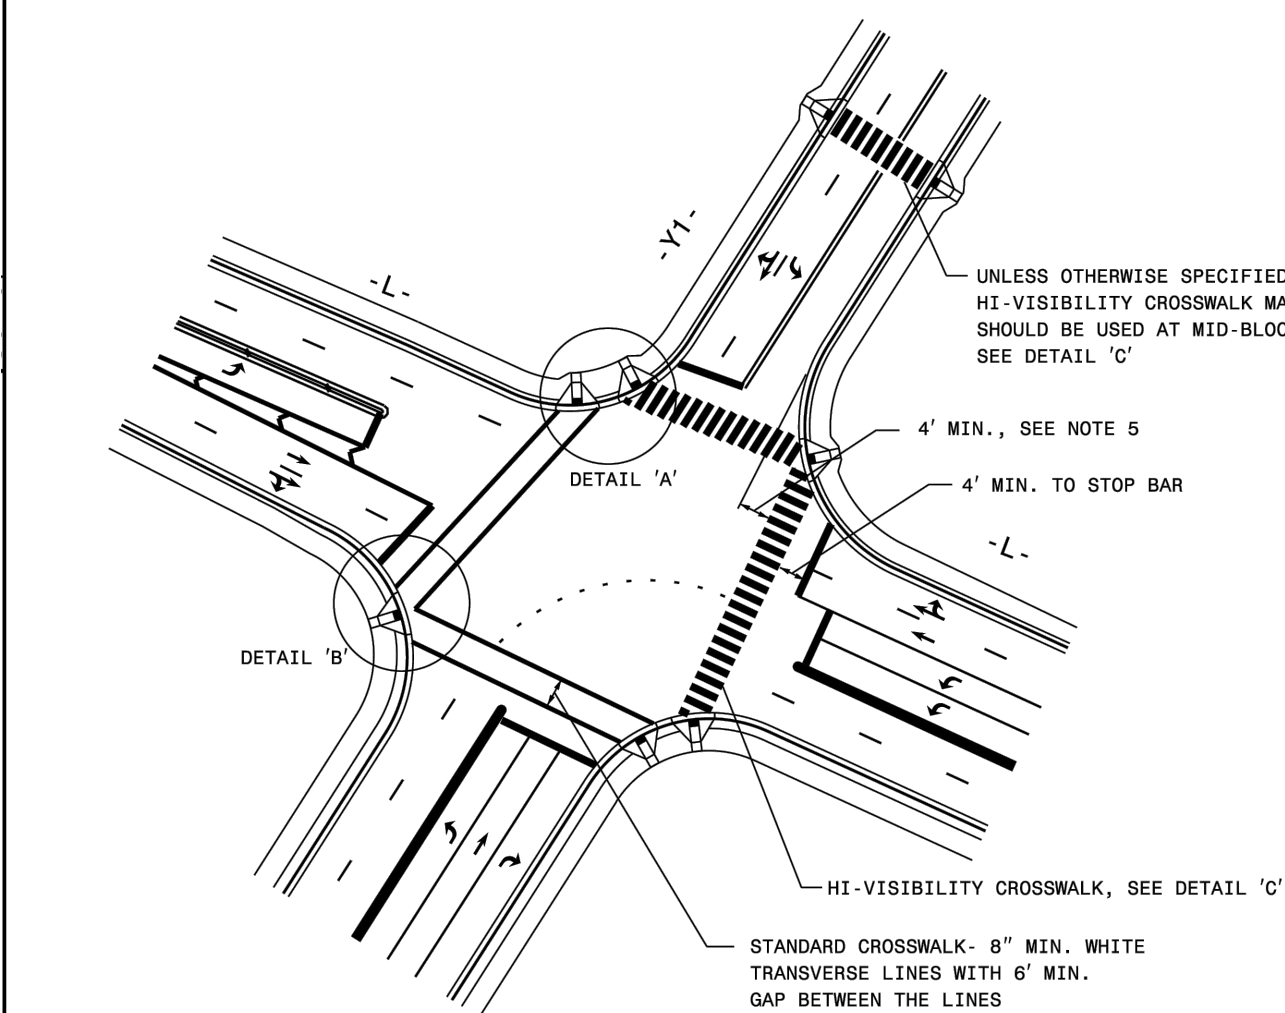 -Y1-
-L-
UNLESS OTHERWISE SPECIFIED
HI-VISIBILITY CROSSWALK MA
SHOULD BE USED AT MID-BLOC
SEE DETAIL 'C'
4' MIN., SEE NOTE 5
DETAIL 'A'
4' MIN. TO STOP BAR
-L-
DETAIL 'B'
HI-VISIBILITY CROSSWALK, SEE DETAIL 'C'
STANDARD CROSSWALK- 8" MIN. WHITE
TRANSVERSE LINES WITH 6' MIN.
GAP BETWEEN THE LINES